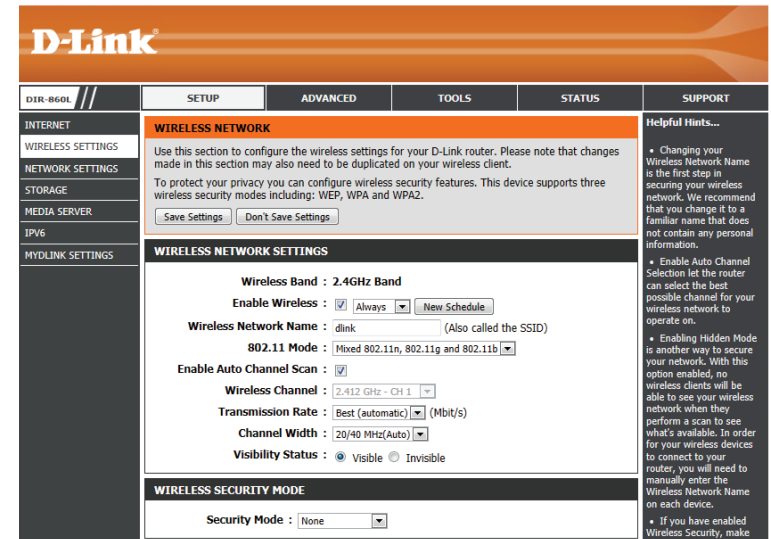 D-Link
DIR-860L // SETUP ADVANCED TOOLS STATUS SUPPORT
INTERNET
WIRELESS SETTINGS
NETWORK SETTINGS
STORAGE
MEDIA SERVER
IPV6
MYDLINK SETTINGS
WIRELESS NETWORK
Use this section to configure the wireless settings for your D-Link router. Please note that changes
made in this section may also need to be duplicated on your wireless client.
To protect your privacy you can configure wireless security features. This device supports three
wireless security modes including: WEP, WPA and WPA2.
Save Settings Don't Save Settings
WIRELESS NETWORK SETTINGS
Wireless Band : 2.4GHz Band
Enable Wireless : Always New Schedule
Wireless Network Name : dlink (Also called the SSID)
802.11 Mode : Mixed 802.11n, 802.11g and 802.11b
Enable Auto Channel Scan :
Wireless Channel : 2.412 GHz - CH 1
Transmission Rate : Best (automatic) (Mbit/s)
Channel Width : 20/40 MHz(Auto)
Visibility Status : Visible Invisible
WIRELESS SECURITY MODE
Security Mode : None
Helpful Hints...
• Changing your
Wireless Network Name
is the first step in
securing your wireless
network. We recommend
that you change it to a
familiar name that does
not contain any personal
information.
• Enable Auto Channel
Selection let the router
can select the best
possible channel for your
wireless network to
operate on.
• Enabling Hidden Mode
is another way to secure
your network. With this
option enabled, no
wireless clients will be
able to see your wireless
network when they
perform a scan to see
what's available. In order
for your wireless devices
to connect to your
router, you will need to
manually enter the
Wireless Network Name
on each device.
• If you have enabled
Wireless Security, make